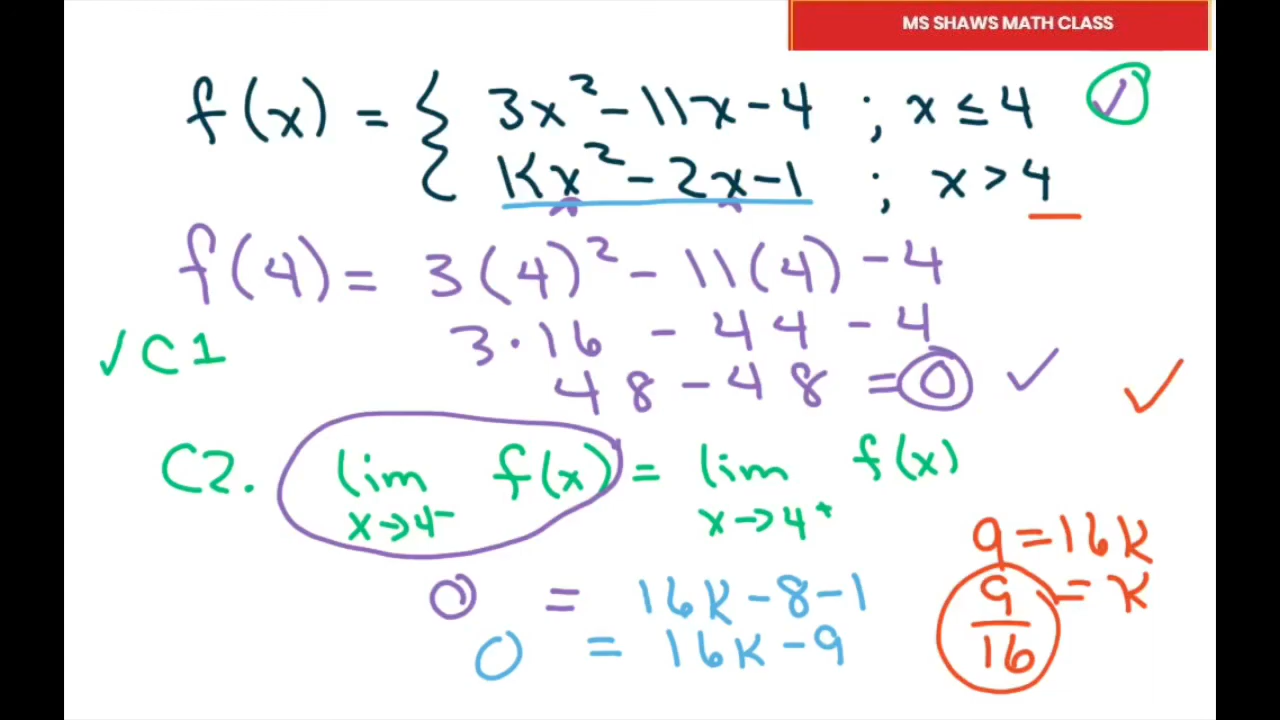 MS SHAWS MATH CLASS
f(x) = { 3x² - 11x - 4 ; x ≤ 4 ✓
Kx² - 2x - 1 ; x > 4
f(4) = 3(4)² - 11(4) - 4
3·16 - 44 - 4
✓ C1
48 - 48 = 0 ✓ ✓
C2. lim f(x) = lim f(x)
x→4⁻ x→4⁺
9 = 16K
0 = 16K - 8 - 1
9/16 = K
0 = 16K - 9